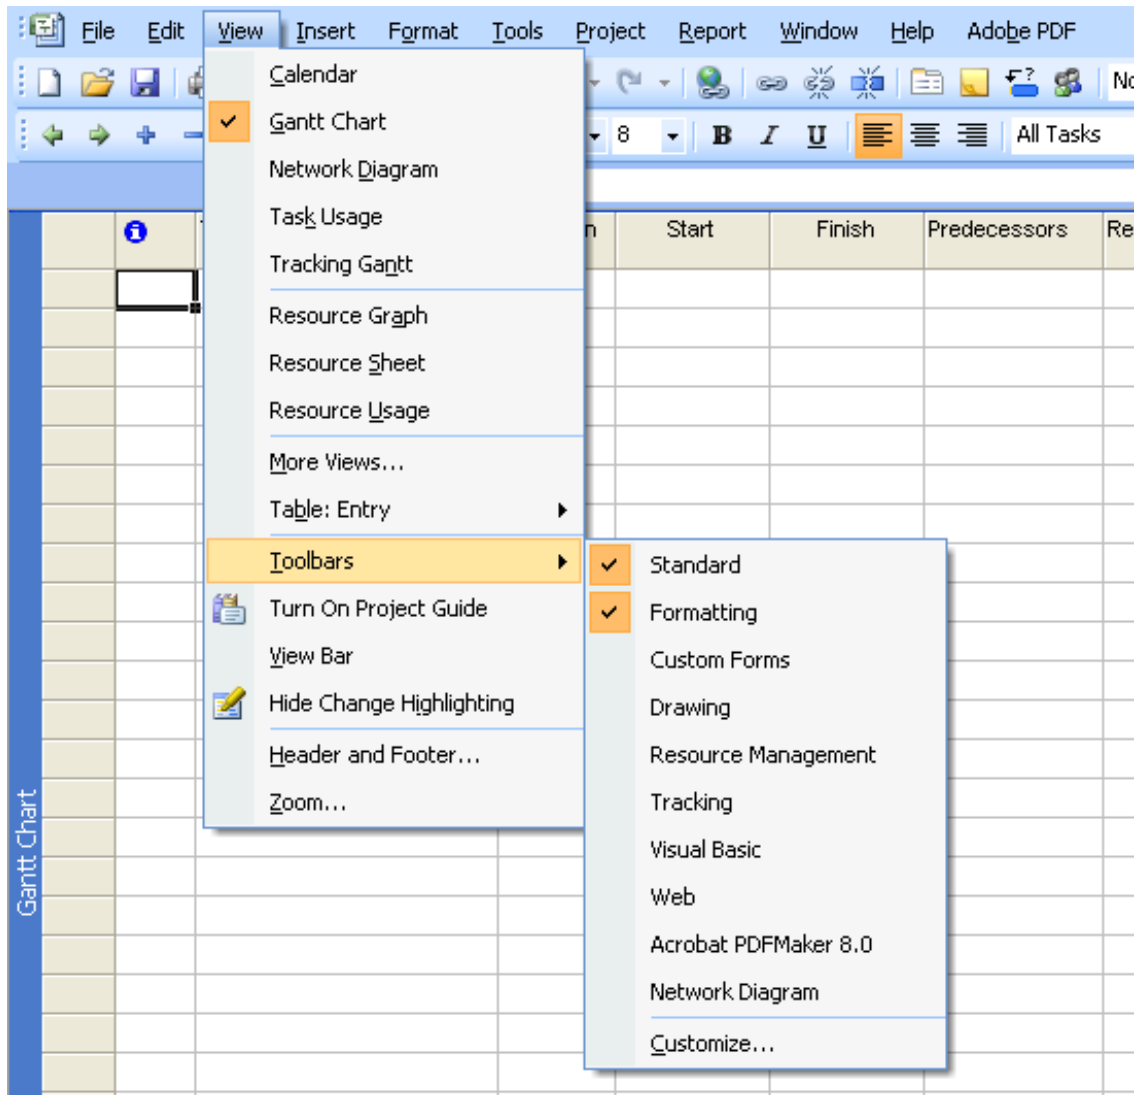 File Edit View Insert Format Tools Project Report Window Help Adobe PDF
8 B I U All Tasks
Start Finish Predecessors
Calendar
Gantt Chart
Network Diagram
Task Usage
Tracking Gantt
Resource Graph
Resource Sheet
Resource Usage
More Views...
Table: Entry
Toolbars
Turn On Project Guide
View Bar
Hide Change Highlighting
Header and Footer...
Zoom...
Standard
Formatting
Custom Forms
Drawing
Resource Management
Tracking
Visual Basic
Web
Acrobat PDFMaker 8.0
Network Diagram
Customize...
Gantt Chart